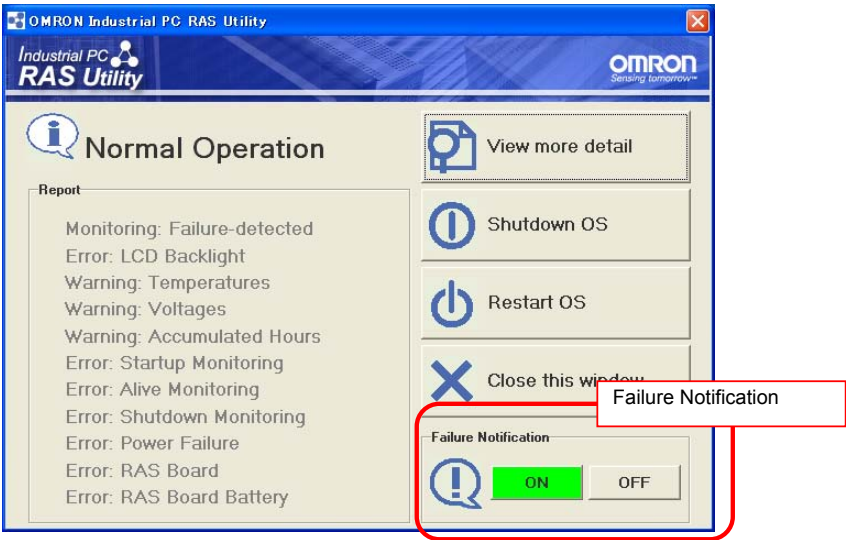 OMRON Industrial PC RAS Utility
Industrial PC
RAS Utility
OMRON
Sensing tomorrow™
Normal Operation
Report
Monitoring: Failure-detected
Error: LCD Backlight
Warning: Temperatures
Warning: Voltages
Warning: Accumulated Hours
Error: Startup Monitoring
Error: Alive Monitoring
Error: Shutdown Monitoring
Error: Power Failure
Error: RAS Board
Error: RAS Board Battery
View more detail
Shutdown OS
Restart OS
Close this window
Failure Notification
Failure Notification
ON
OFF